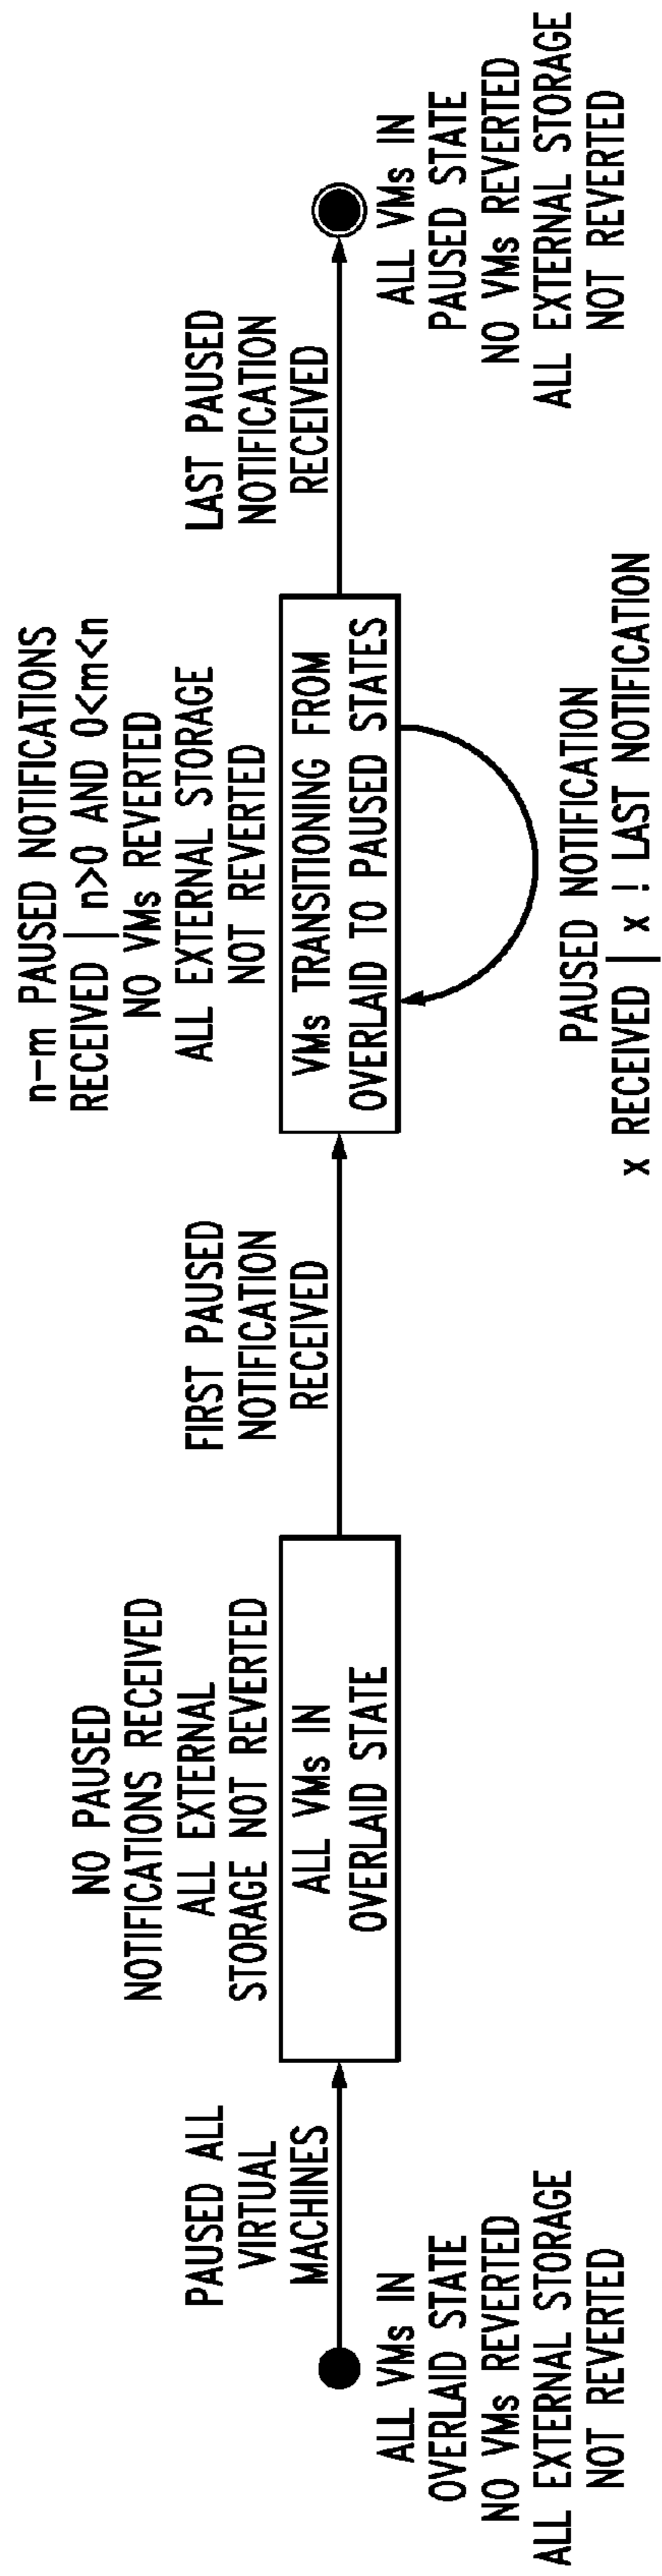 ALL VMs IN
OVERLAID STATE
NO VMs REVERTED
ALL EXTERNAL STORAGE
NOT REVERTED
PAUSED ALL
VIRTUAL
MACHINES
NO PAUSED
NOTIFICATIONS RECEIVED
ALL EXTERNAL
STORAGE NOT REVERTED
ALL VMs IN
OVERLAID STATE
FIRST PAUSED
NOTIFICATION
RECEIVED
n-m PAUSED NOTIFICATIONS
RECEIVED | n>0 AND 0<m<n
NO VMs REVERTED
ALL EXTERNAL STORAGE
NOT REVERTED
VMs TRANSITIONING FROM
OVERLAID TO PAUSED STATES
PAUSED NOTIFICATION
x RECEIVED | x ! LAST NOTIFICATION
LAST PAUSED
NOTIFICATION
RECEIVED
ALL VMs IN
PAUSED STATE
NO VMs REVERTED
ALL EXTERNAL STORAGE
NOT REVERTED